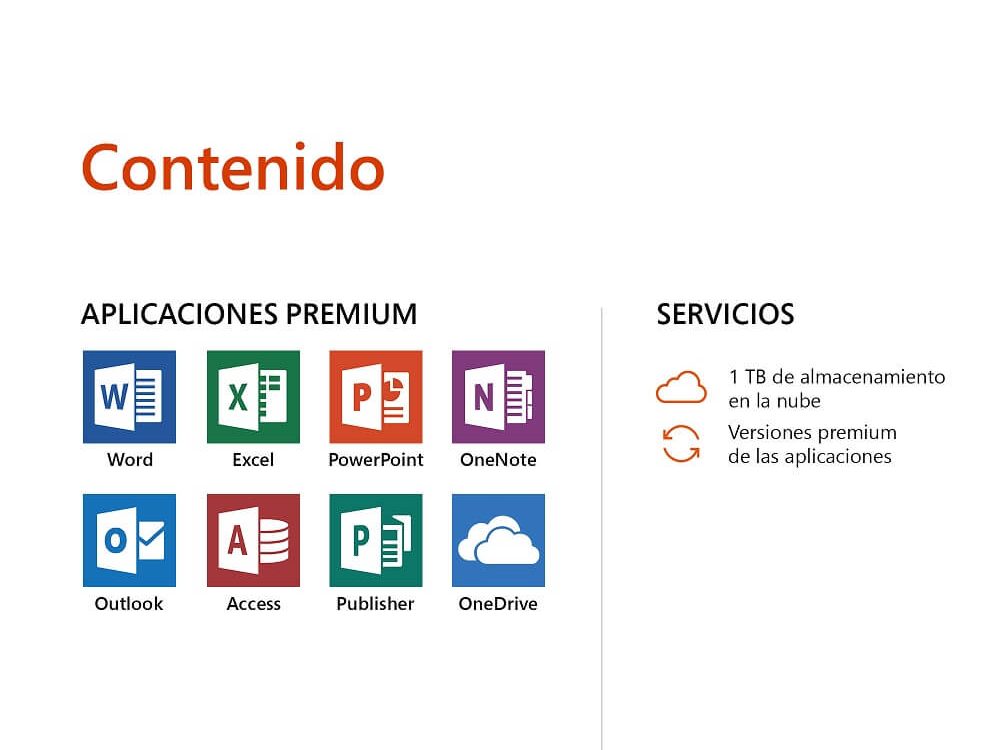 Contenido
APLICACIONES PREMIUM
W
X
P
N
Word
Excel
PowerPoint
OneNote
O
A
P
Outlook
Access
Publisher
OneDrive
SERVICIOS
1 TB de almacenamiento
en la nube
Versiones premium
de las aplicaciones